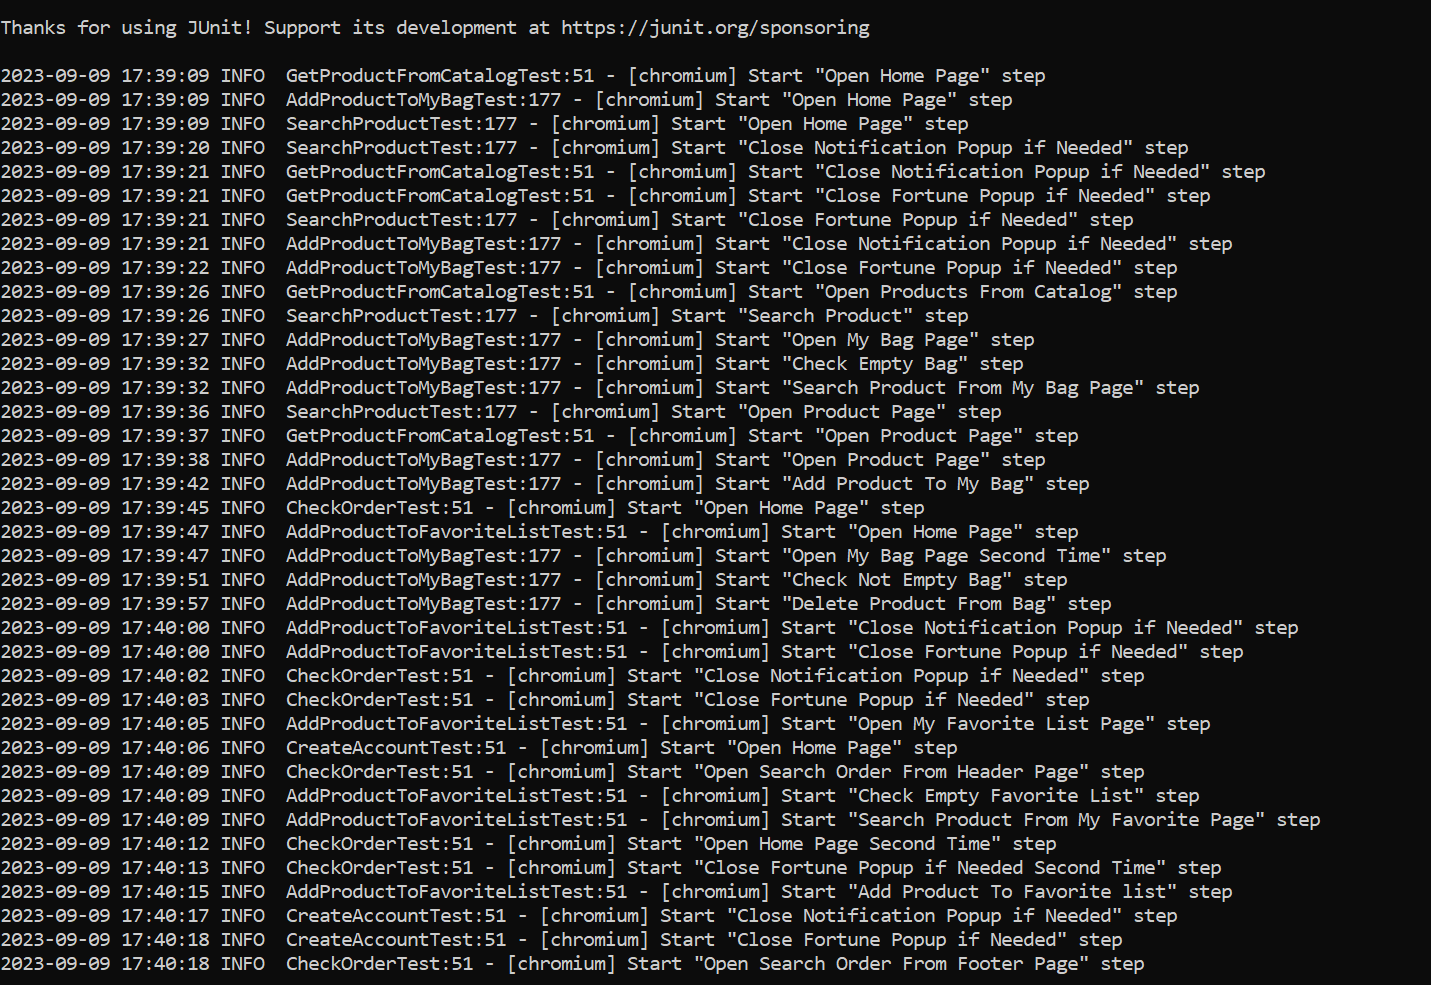 Thanks for using JUnit! Support its development at https://junit.org/sponsoring
2023-09-09 17:39:09 INFO  GetProductFromCatalogTest:51 - [chromium] Start "Open Home Page" step
2023-09-09 17:39:09 INFO  AddProductToMyBagTest:177 - [chromium] Start "Open Home Page" step
2023-09-09 17:39:09 INFO  SearchProductTest:177 - [chromium] Start "Open Home Page" step
2023-09-09 17:39:20 INFO  SearchProductTest:177 - [chromium] Start "Close Notification Popup if Needed" step
2023-09-09 17:39:21 INFO  GetProductFromCatalogTest:51 - [chromium] Start "Close Notification Popup if Needed" step
2023-09-09 17:39:21 INFO  GetProductFromCatalogTest:51 - [chromium] Start "Close Fortune Popup if Needed" step
2023-09-09 17:39:21 INFO  SearchProductTest:177 - [chromium] Start "Close Fortune Popup if Needed" step
2023-09-09 17:39:21 INFO  AddProductToMyBagTest:177 - [chromium] Start "Close Notification Popup if Needed" step
2023-09-09 17:39:22 INFO  AddProductToMyBagTest:177 - [chromium] Start "Close Fortune Popup if Needed" step
2023-09-09 17:39:26 INFO  GetProductFromCatalogTest:51 - [chromium] Start "Open Products From Catalog" step
2023-09-09 17:39:26 INFO  SearchProductTest:177 - [chromium] Start "Search Product" step
2023-09-09 17:39:27 INFO  AddProductToMyBagTest:177 - [chromium] Start "Open My Bag Page" step
2023-09-09 17:39:32 INFO  AddProductToMyBagTest:177 - [chromium] Start "Check Empty Bag" step
2023-09-09 17:39:32 INFO  AddProductToMyBagTest:177 - [chromium] Start "Search Product From My Bag Page" step
2023-09-09 17:39:36 INFO  SearchProductTest:177 - [chromium] Start "Open Product Page" step
2023-09-09 17:39:37 INFO  GetProductFromCatalogTest:51 - [chromium] Start "Open Product Page" step
2023-09-09 17:39:38 INFO  AddProductToMyBagTest:177 - [chromium] Start "Open Product Page" step
2023-09-09 17:39:42 INFO  AddProductToMyBagTest:177 - [chromium] Start "Add Product To My Bag" step
2023-09-09 17:39:45 INFO  CheckOrderTest:51 - [chromium] Start "Open Home Page" step
2023-09-09 17:39:47 INFO  AddProductToFavoriteListTest:51 - [chromium] Start "Open Home Page" step
2023-09-09 17:39:47 INFO  AddProductToMyBagTest:177 - [chromium] Start "Open My Bag Page Second Time" step
2023-09-09 17:39:51 INFO  AddProductToMyBagTest:177 - [chromium] Start "Check Not Empty Bag" step
2023-09-09 17:39:57 INFO  AddProductToMyBagTest:177 - [chromium] Start "Delete Product From Bag" step
2023-09-09 17:40:00 INFO  AddProductToFavoriteListTest:51 - [chromium] Start "Close Notification Popup if Needed" step
2023-09-09 17:40:00 INFO  AddProductToFavoriteListTest:51 - [chromium] Start "Close Fortune Popup if Needed" step
2023-09-09 17:40:02 INFO  CheckOrderTest:51 - [chromium] Start "Close Notification Popup if Needed" step
2023-09-09 17:40:03 INFO  CheckOrderTest:51 - [chromium] Start "Close Fortune Popup if Needed" step
2023-09-09 17:40:05 INFO  AddProductToFavoriteListTest:51 - [chromium] Start "Open My Favorite List Page" step
2023-09-09 17:40:06 INFO  CreateAccountTest:51 - [chromium] Start "Open Home Page" step
2023-09-09 17:40:09 INFO  CheckOrderTest:51 - [chromium] Start "Open Search Order From Header Page" step
2023-09-09 17:40:09 INFO  AddProductToFavoriteListTest:51 - [chromium] Start "Check Empty Favorite List" step
2023-09-09 17:40:09 INFO  AddProductToFavoriteListTest:51 - [chromium] Start "Search Product From My Favorite Page" step
2023-09-09 17:40:12 INFO  CheckOrderTest:51 - [chromium] Start "Open Home Page Second Time" step
2023-09-09 17:40:13 INFO  CheckOrderTest:51 - [chromium] Start "Close Fortune Popup if Needed Second Time" step
2023-09-09 17:40:15 INFO  AddProductToFavoriteListTest:51 - [chromium] Start "Add Product To Favorite list" step
2023-09-09 17:40:17 INFO  CreateAccountTest:51 - [chromium] Start "Close Notification Popup if Needed" step
2023-09-09 17:40:18 INFO  CreateAccountTest:51 - [chromium] Start "Close Fortune Popup if Needed" step
2023-09-09 17:40:18 INFO  CheckOrderTest:51 - [chromium] Start "Open Search Order From Footer Page" step